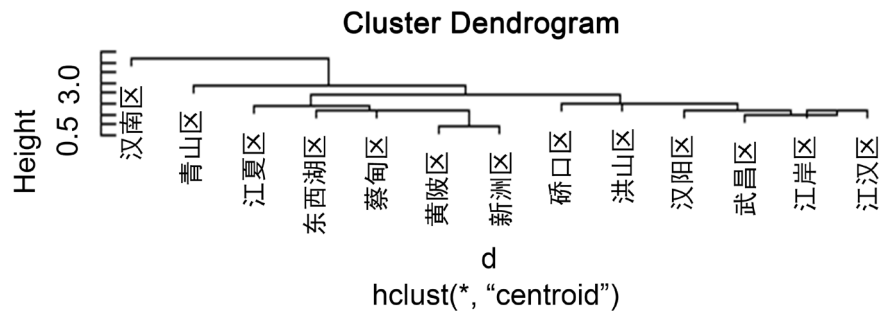 Cluster Dendrogram
Height
0.5 3.0
汉南区
青山区
江夏区
东西湖区
蔡甸区
黄陂区
新洲区
硚口区
洪山区
汉阳区
武昌区
江岸区
江汉区
d
hclust(*, “centroid”)